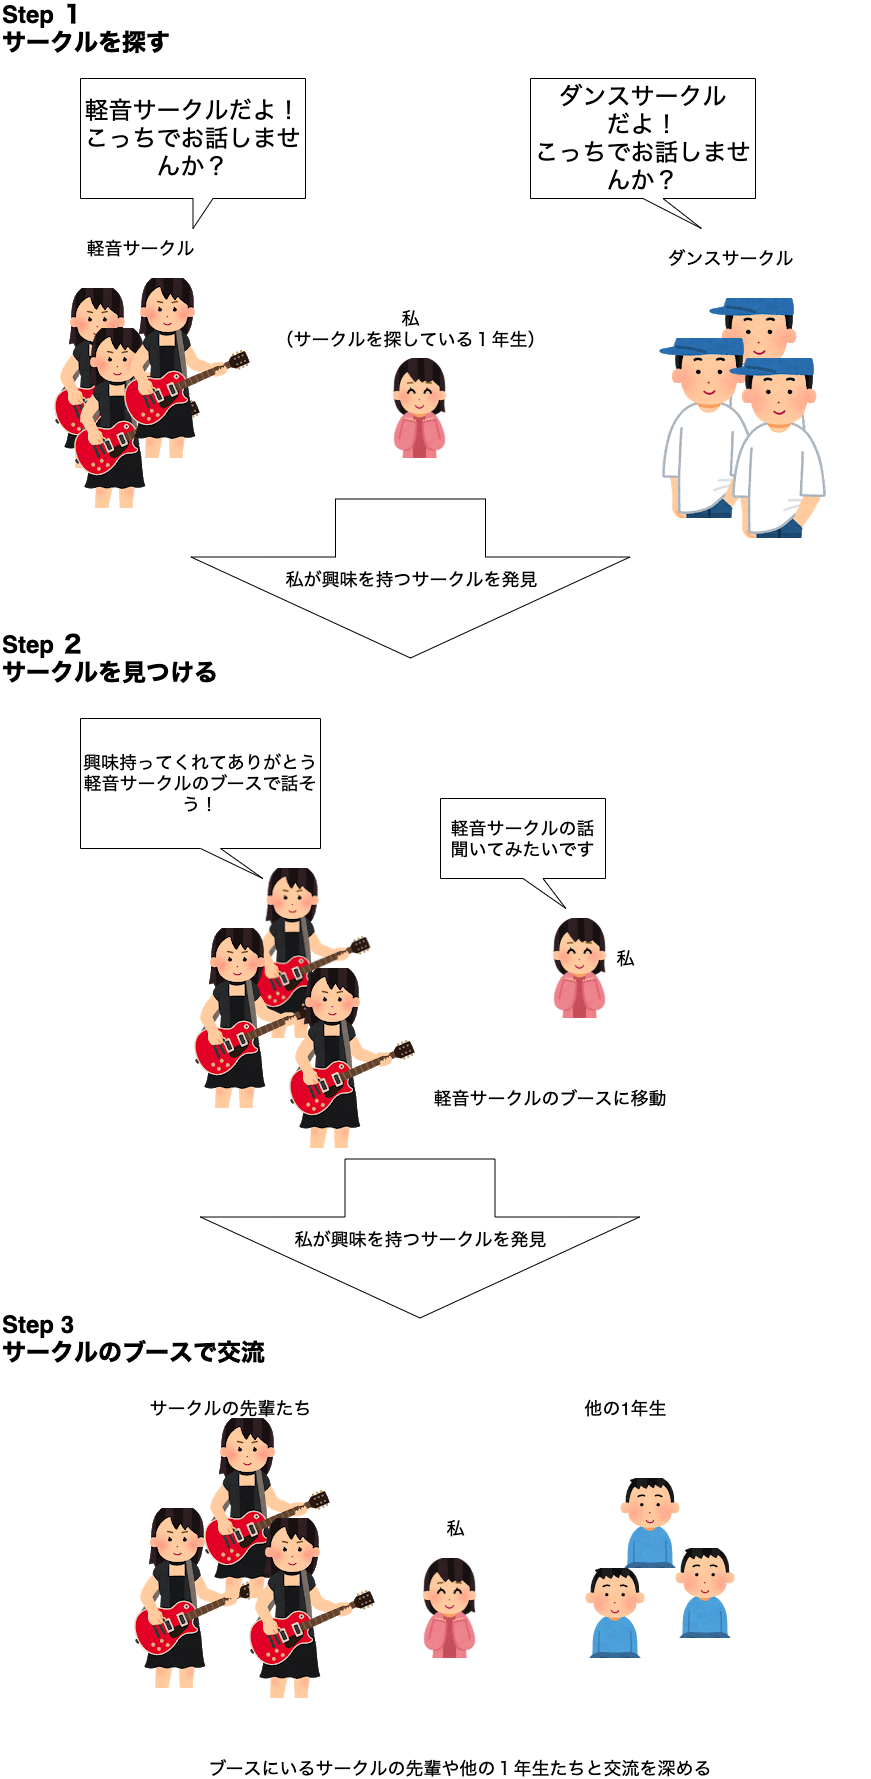 Step １
サークルを探す
軽音サークルだよ！
こっちでお話しませ
んか？
ダンスサークル
だよ！
こっちでお話しませ
んか？
軽音サークル
ダンスサークル
私
（サークルを探している１年生）
私が興味を持つサークルを発見
Step ２
サークルを見つける
興味持ってくれてありがとう
軽音サークルのブースで話そ
う！
軽音サークルの話
聞いてみたいです
私
軽音サークルのブースに移動
私が興味を持つサークルを発見
Step 3
サークルのブースで交流
サークルの先輩たち
他の1年生
私
ブースにいるサークルの先輩や他の１年生たちと交流を深める